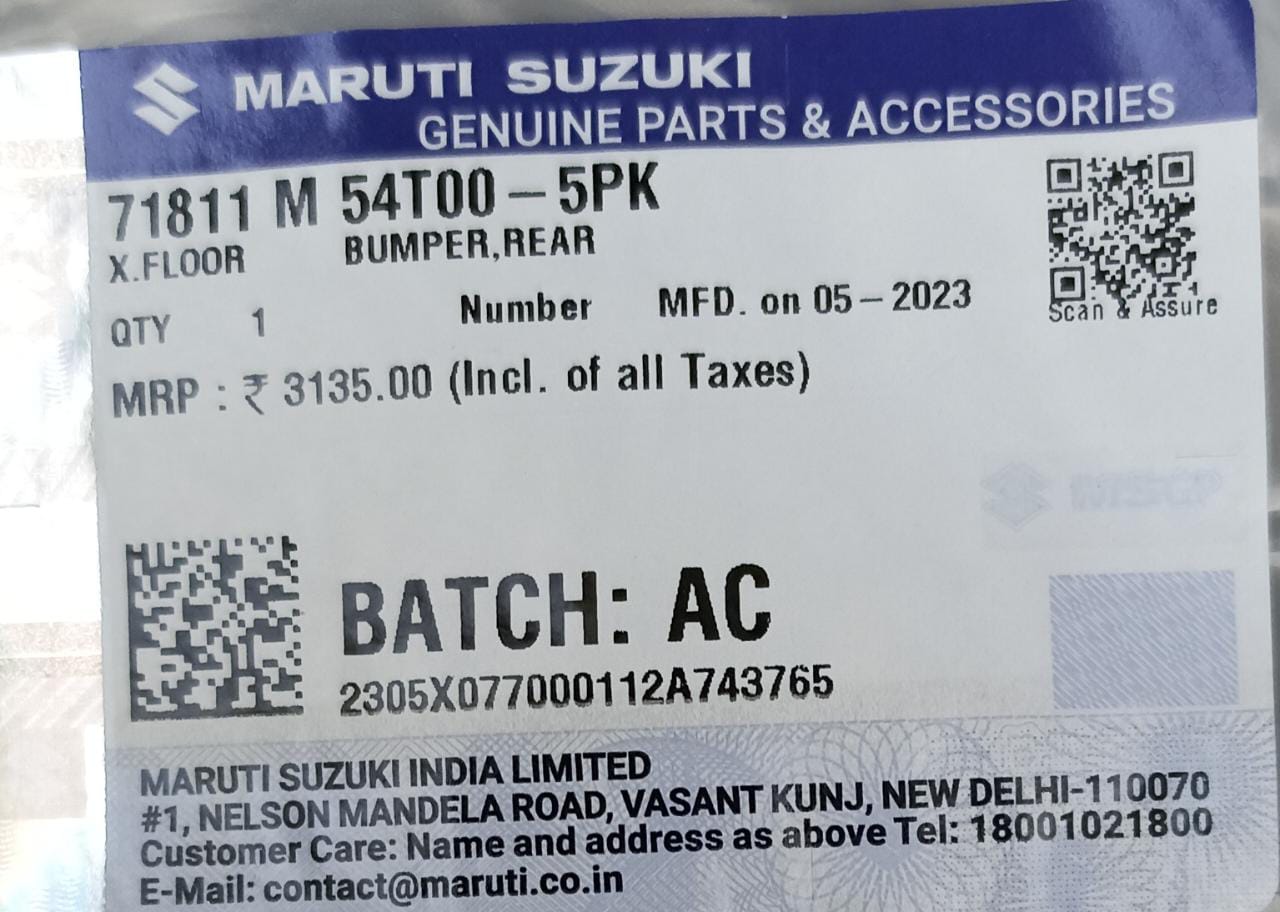 MARUTI SUZUKI
GENUINE PARTS & ACCESSORIES
71811 M 54T00 – 5PK
X.FLOOR BUMPER,REAR
QTY 1 Number MFD. on 05 – 2023
Scan & Assure
MRP : ₹ 3135.00 (Incl. of all Taxes)
MSGP
BATCH: AC
2305X077000112A743765
MARUTI SUZUKI INDIA LIMITED
#1, NELSON MANDELA ROAD, VASANT KUNJ, NEW DELHI-110070
Customer Care: Name and address as above Tel: 18001021800
E-Mail: contact@maruti.co.in